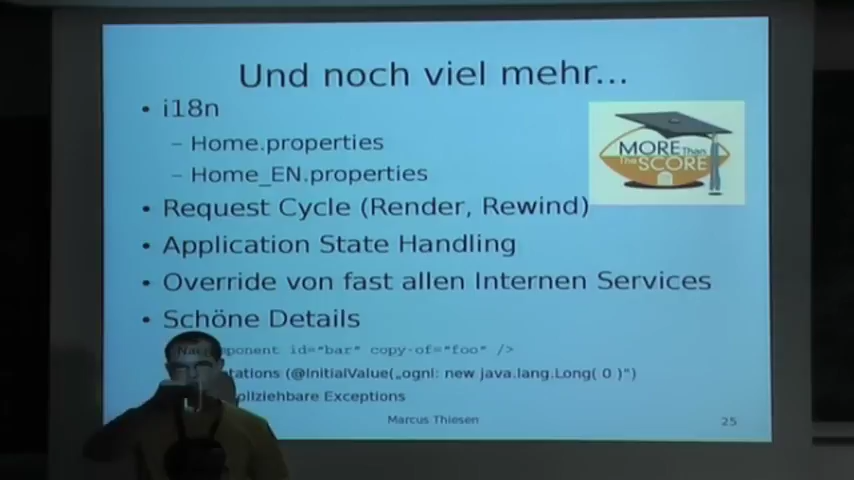 Und noch viel mehr...
• i18n
– Home.properties
– Home_EN.properties
MORE Than
The SCORE
• Request Cycle (Render, Rewind)
• Application State Handling
• Override von fast allen Internen Services
• Schöne Details
ponent id="bar" copy-of="foo" />
tations (@InitialValue(„ognl: new java.lang.Long( 0 )")
ollziehbare Exceptions
Marcus Thiesen
25